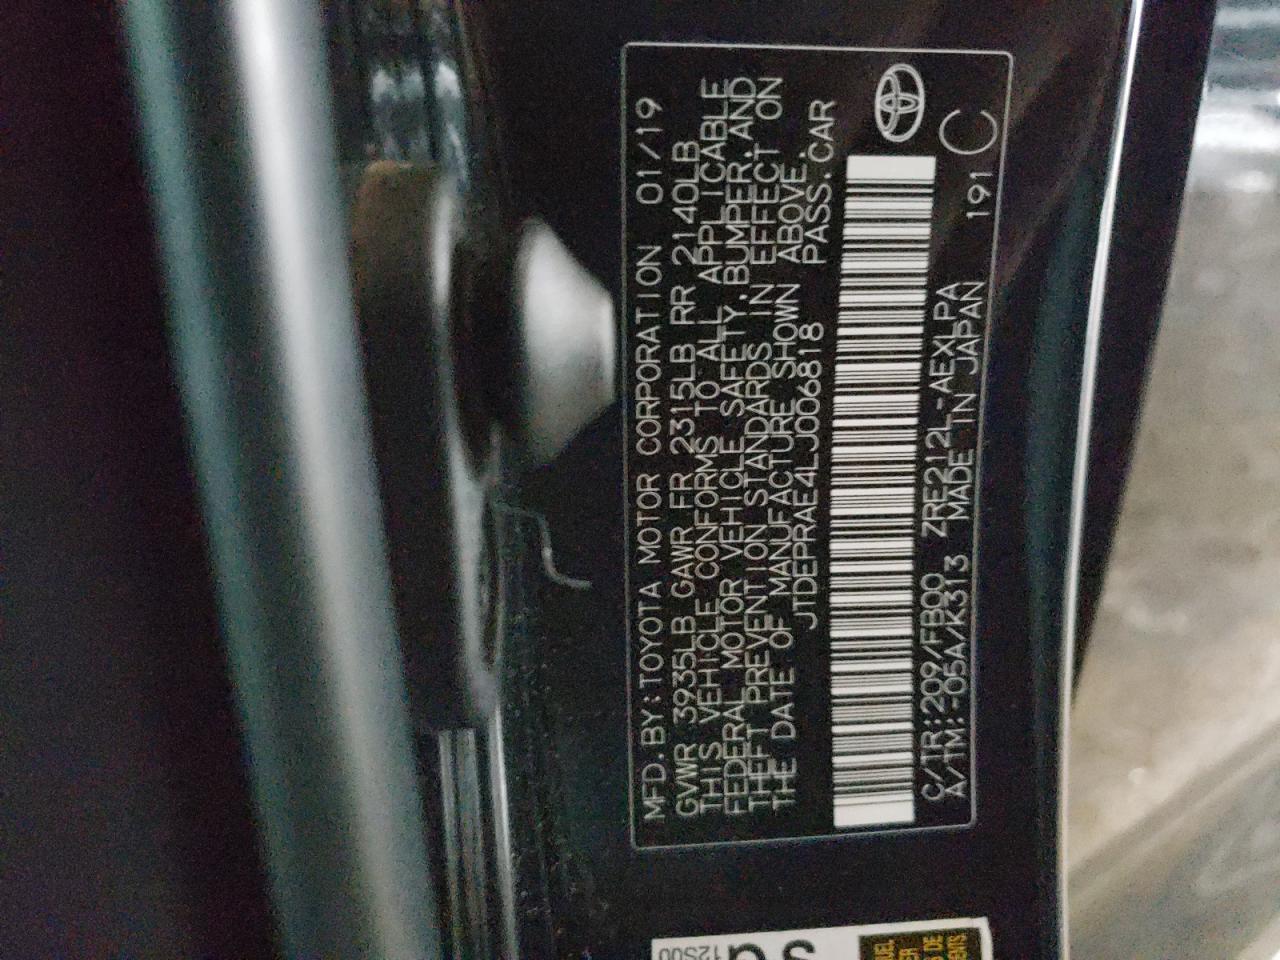 MFD.BY:TOYOTA MOTOR CORPORATION 01/19
GVWR 3935LB GAWR FR 2315LB RR 2140LB
THIS VEHICLE CONFORMS TO ALL APPLICABLE
FEDERAL MOTOR VEHICLE SAFETY,BUMPER,AND
THEFT PREVENTION STANDARDS IN EFFECT ON
THE DATE OF MANUFACTURE SHOWN ABOVE.
JTDEPRAE4LJ006818 PASS.CAR
C/TR:209/FB00 ZRE212L-AEXLPA
A/TM:-05A/K313 MADE IN JAPAN 191 C
12S00